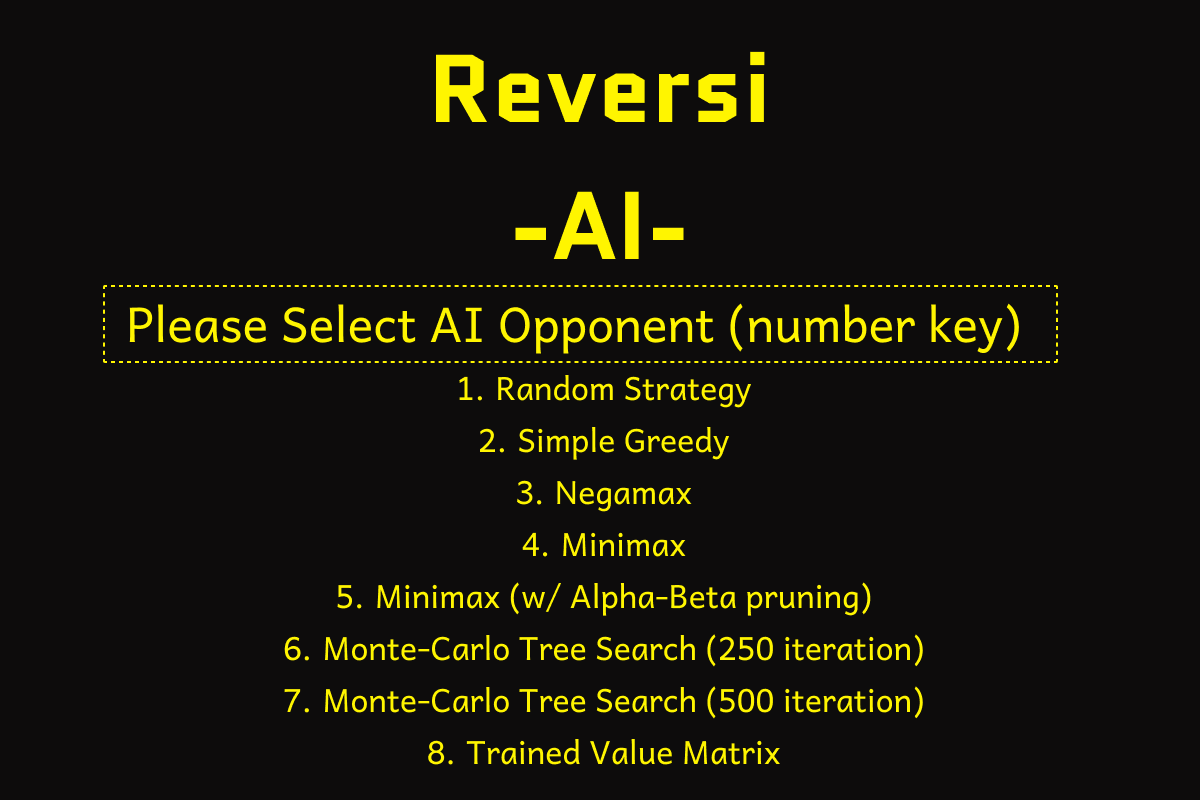 Reversi
-AI-
Please Select AI Opponent (number key)
1. Random Strategy
2. Simple Greedy
3. Negamax
4. Minimax
5. Minimax (w/ Alpha-Beta pruning)
6. Monte-Carlo Tree Search (250 iteration)
7. Monte-Carlo Tree Search (500 iteration)
8. Trained Value Matrix